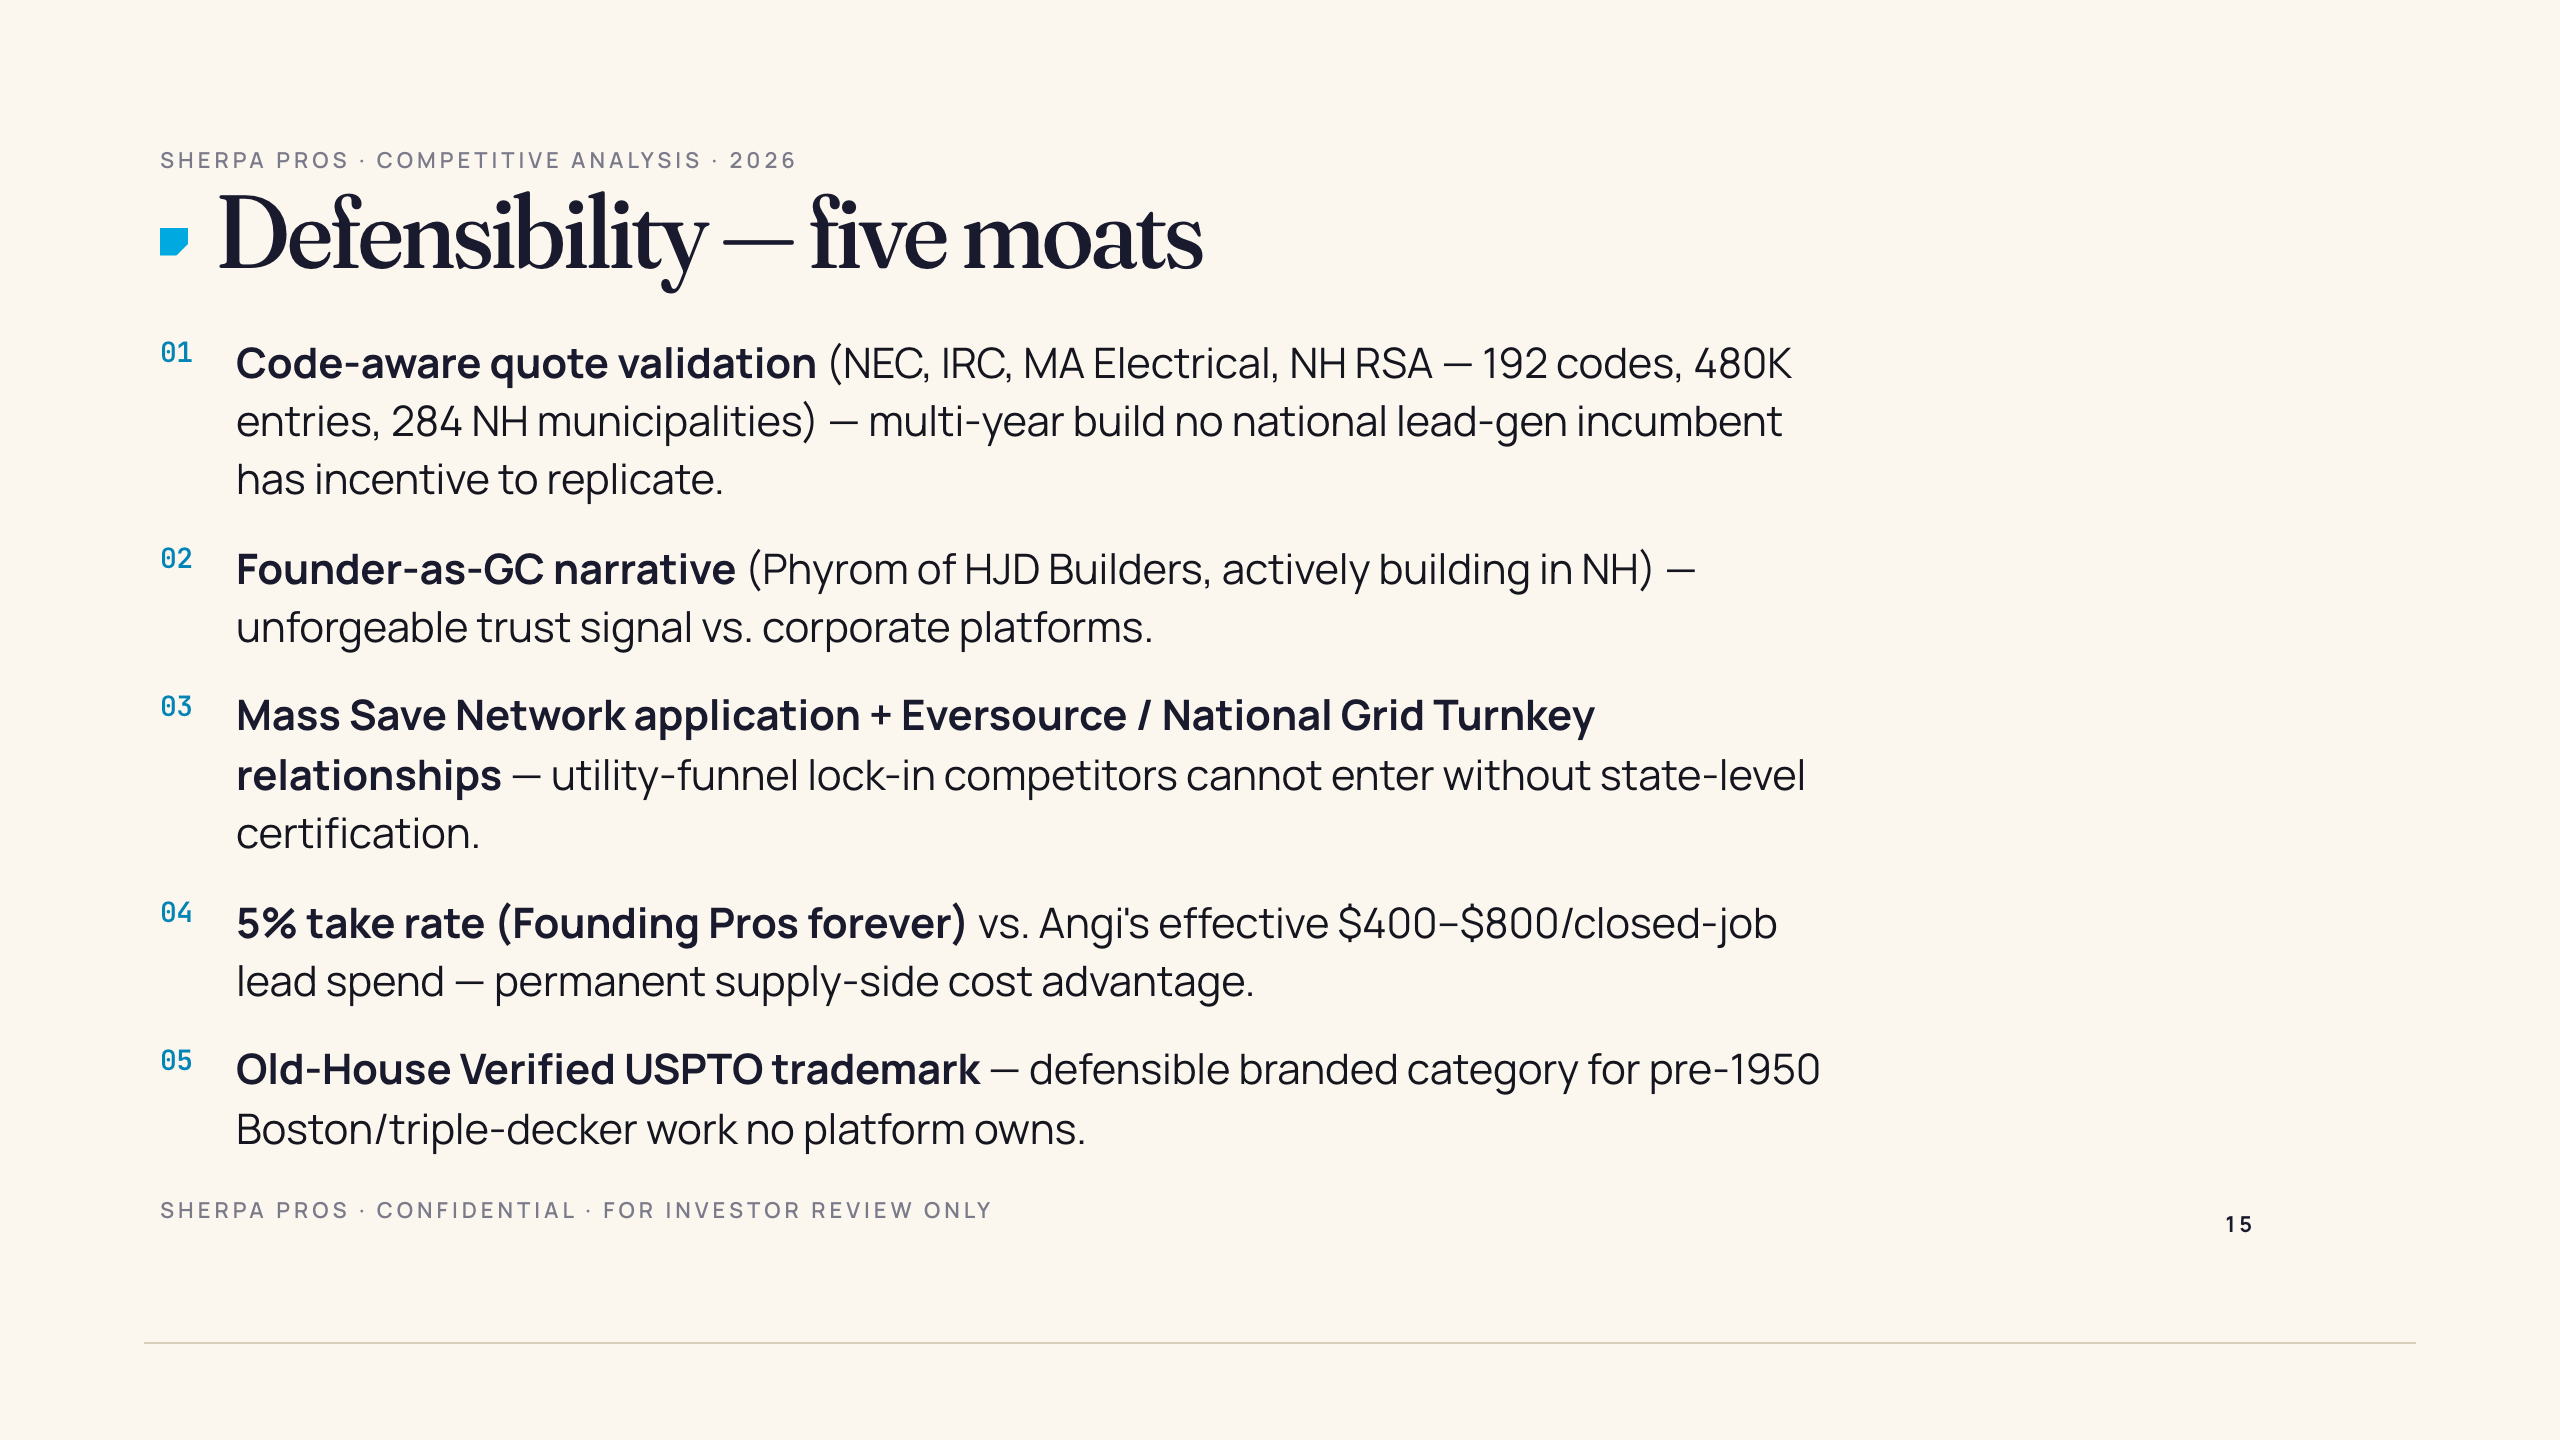 SHERPA PROS · COMPETITIVE ANALYSIS · 2026
Defensibility — five moats
01 Code-aware quote validation (NEC, IRC, MA Electrical, NH RSA — 192 codes, 480K
entries, 284 NH municipalities) — multi-year build no national lead-gen incumbent
has incentive to replicate.
02 Founder-as-GC narrative (Phyrom of HJD Builders, actively building in NH) —
unforgeable trust signal vs. corporate platforms.
03 Mass Save Network application + Eversource / National Grid Turnkey
relationships — utility-funnel lock-in competitors cannot enter without state-level
certification.
04 5% take rate (Founding Pros forever) vs. Angi's effective $400–$800/closed-job
lead spend — permanent supply-side cost advantage.
05 Old-House Verified USPTO trademark — defensible branded category for pre-1950
Boston/triple-decker work no platform owns.
SHERPA PROS · CONFIDENTIAL · FOR INVESTOR REVIEW ONLY
15